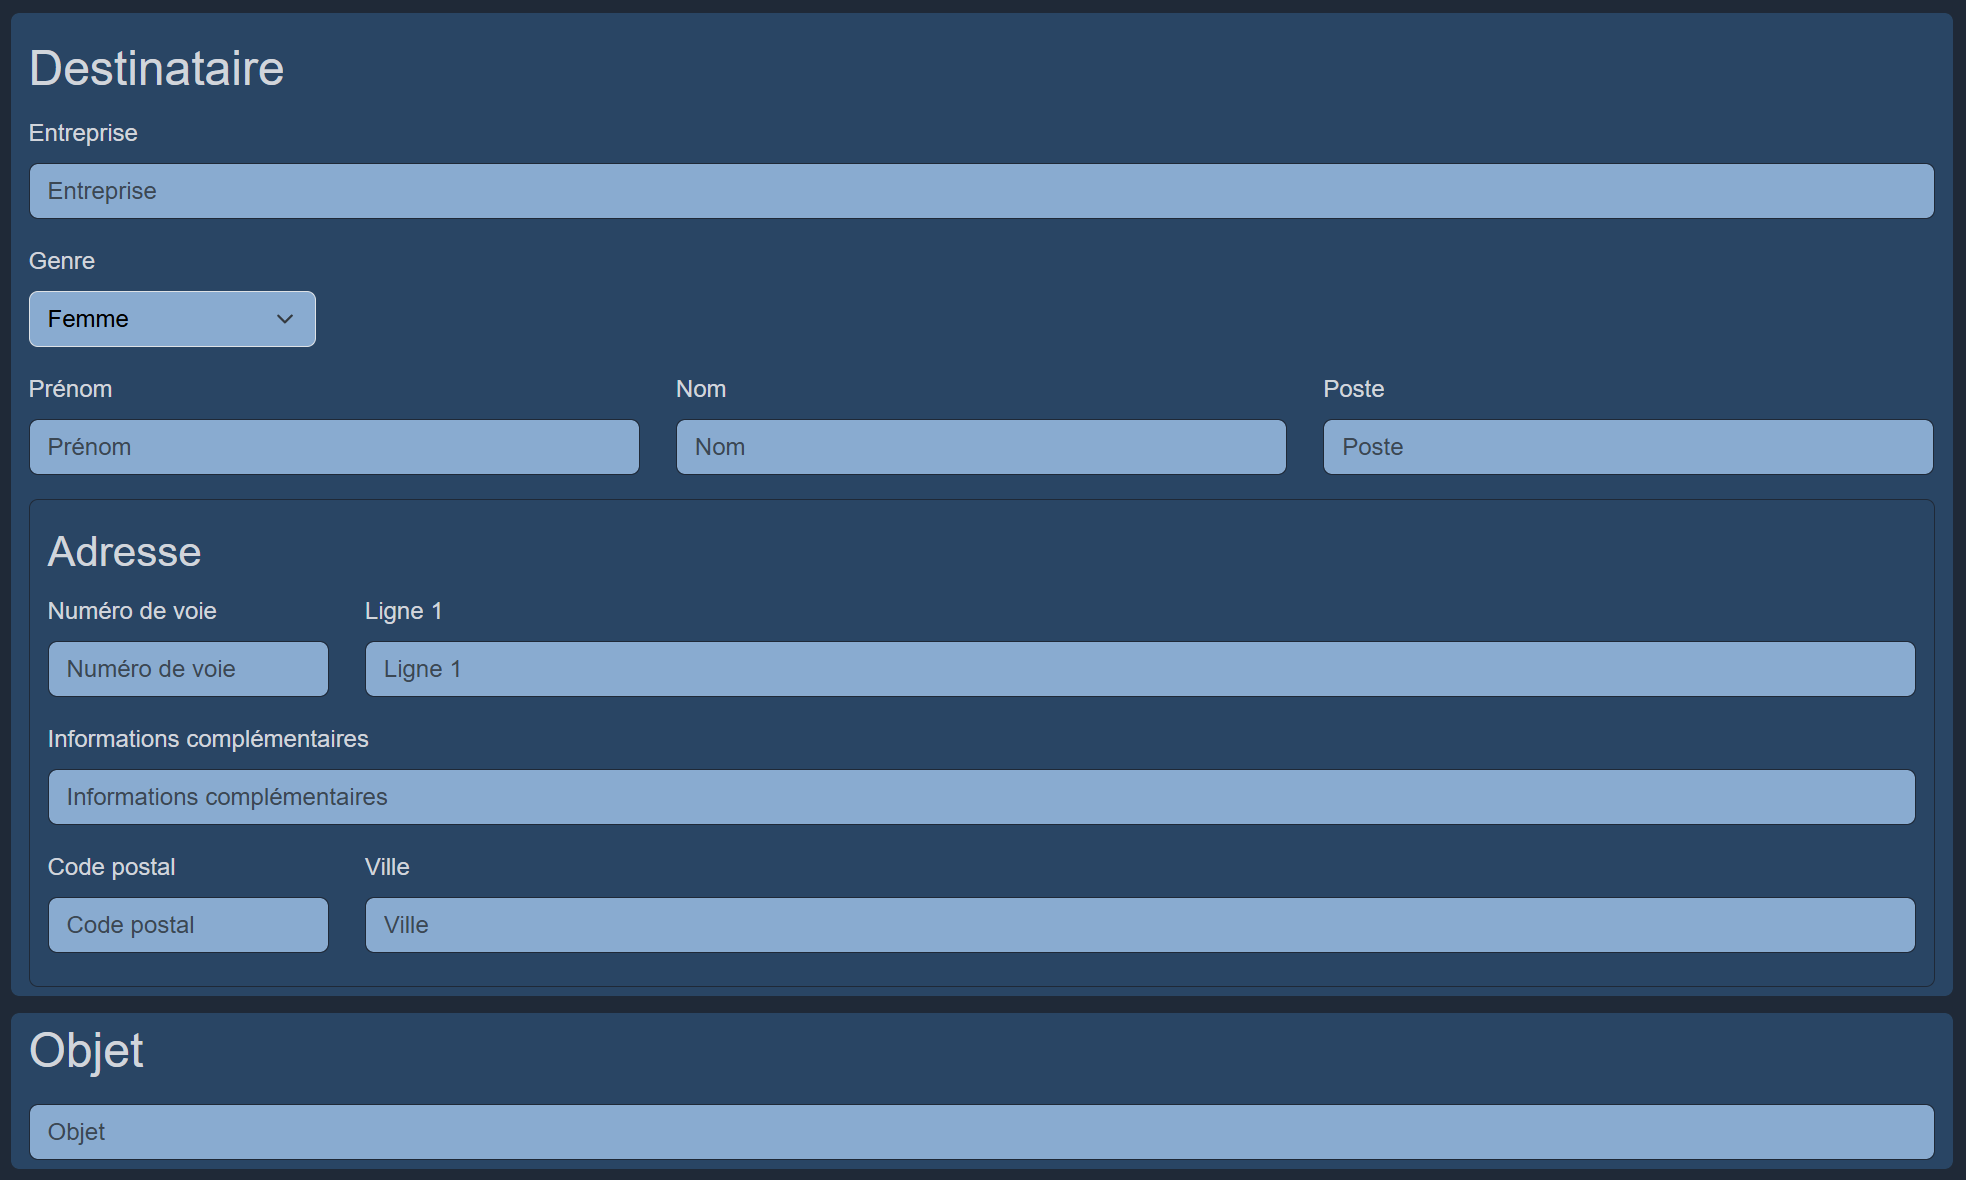 Destinataire
Entreprise
Entreprise
Genre
Femme
Prénom Nom Poste
Prénom Nom Poste
Adresse
Numéro de voie Ligne 1
Numéro de voie Ligne 1
Informations complémentaires
Informations complémentaires
Code postal Ville
Code postal Ville
Objet
Objet